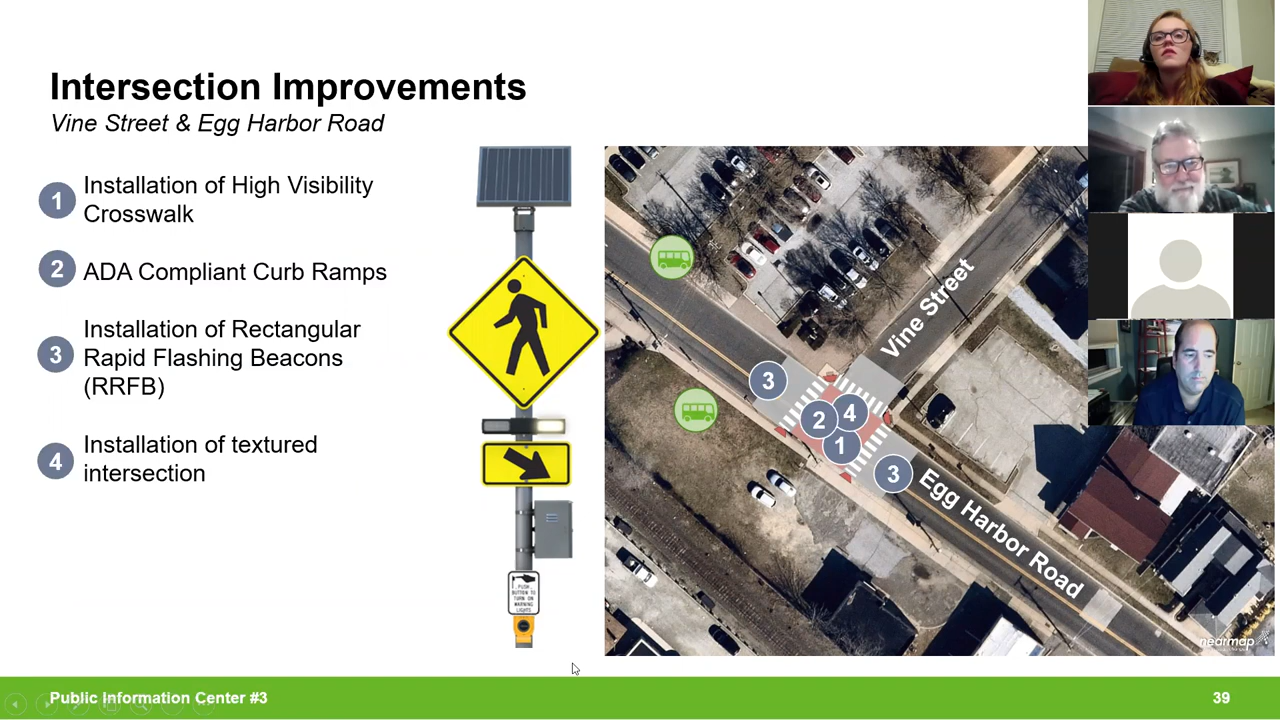 Intersection Improvements
Vine Street & Egg Harbor Road
1
Installation of High Visibility
Crosswalk
2
ADA Compliant Curb Ramps
3
Installation of Rectangular
Rapid Flashing Beacons
(RRFB)
4
Installation of textured
intersection
PUSH
BUTTON TO
TURN ON
WARNING
LIGHTS
Vine Street
3
2
4
1
3
Egg Harbor Road
nearmap
Public Information Center #3
39